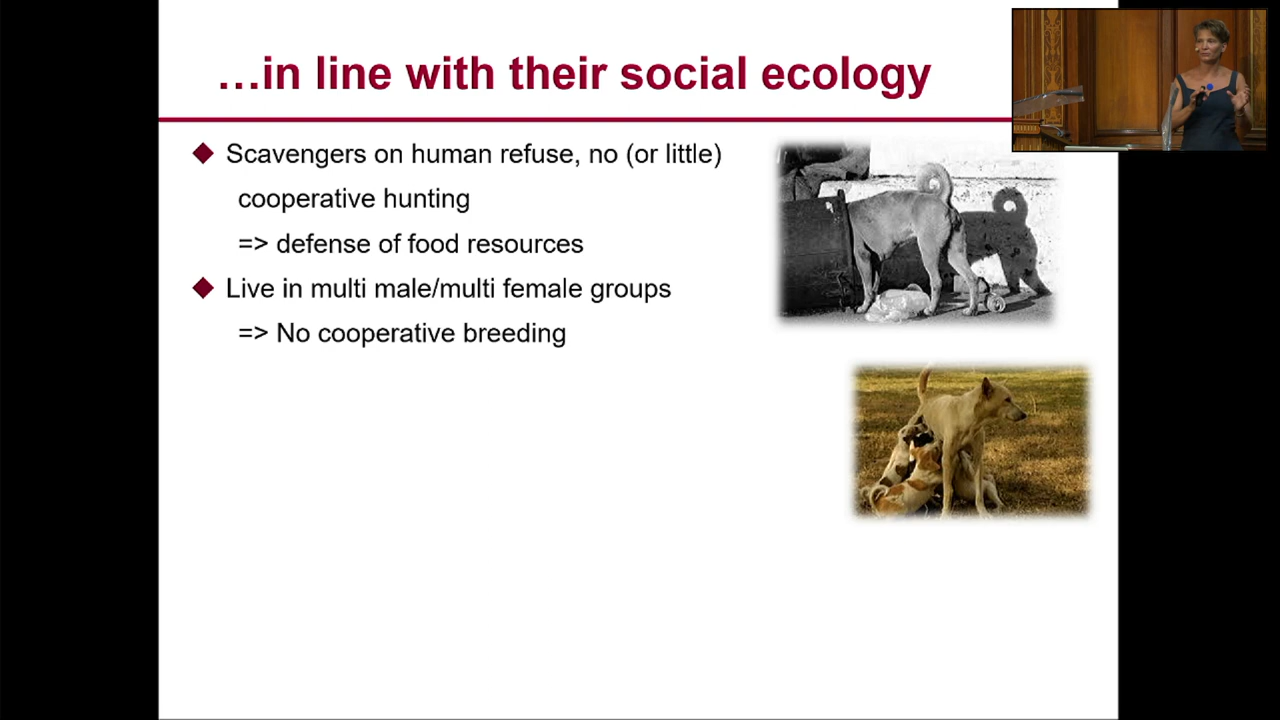 …in line with their social ecology
Scavengers on human refuse, no (or little)
cooperative hunting
=> defense of food resources
Live in multi male/multi female groups
=> No cooperative breeding